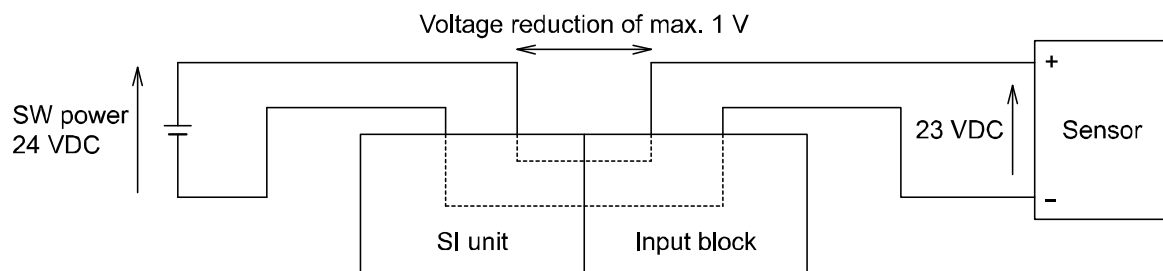 Voltage reduction of max. 1 V
SW power
24 VDC
+
23 VDC
Sensor
–
SI unit
Input block